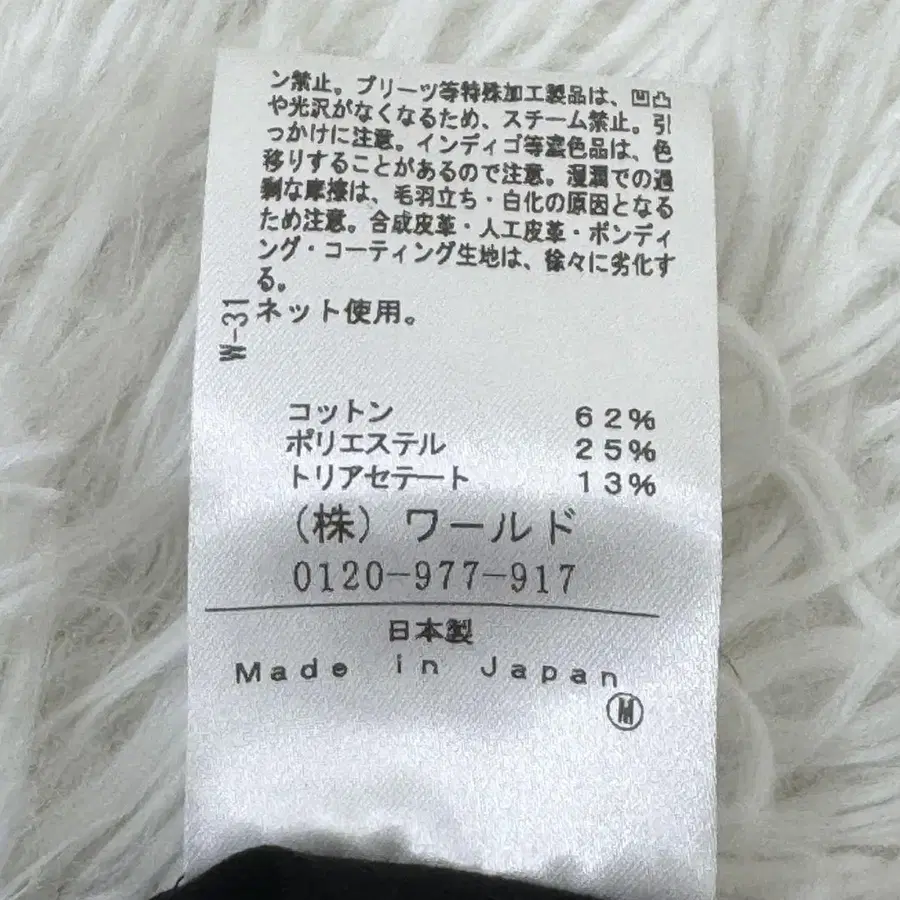 ン禁止。プリーツ等特殊加工製品は、凹凸
や光沢がなくなるため、スチーム禁止。引
っかけに注意。インディゴ等濃色品は、色
移りすることがあるので注意。湿潤での過
剰な摩擦は、毛羽立ち・白化の原因となる
ため注意。合成皮革・人工皮革・ボンディ
ング・コーティング生地は、徐々に劣化す
る。
ネット使用。
W-31
コットン 62%
ポリエステル 25%
トリアセテート 13%
(株) ワールド
0120-977-917
日本製
Made in Japan
M